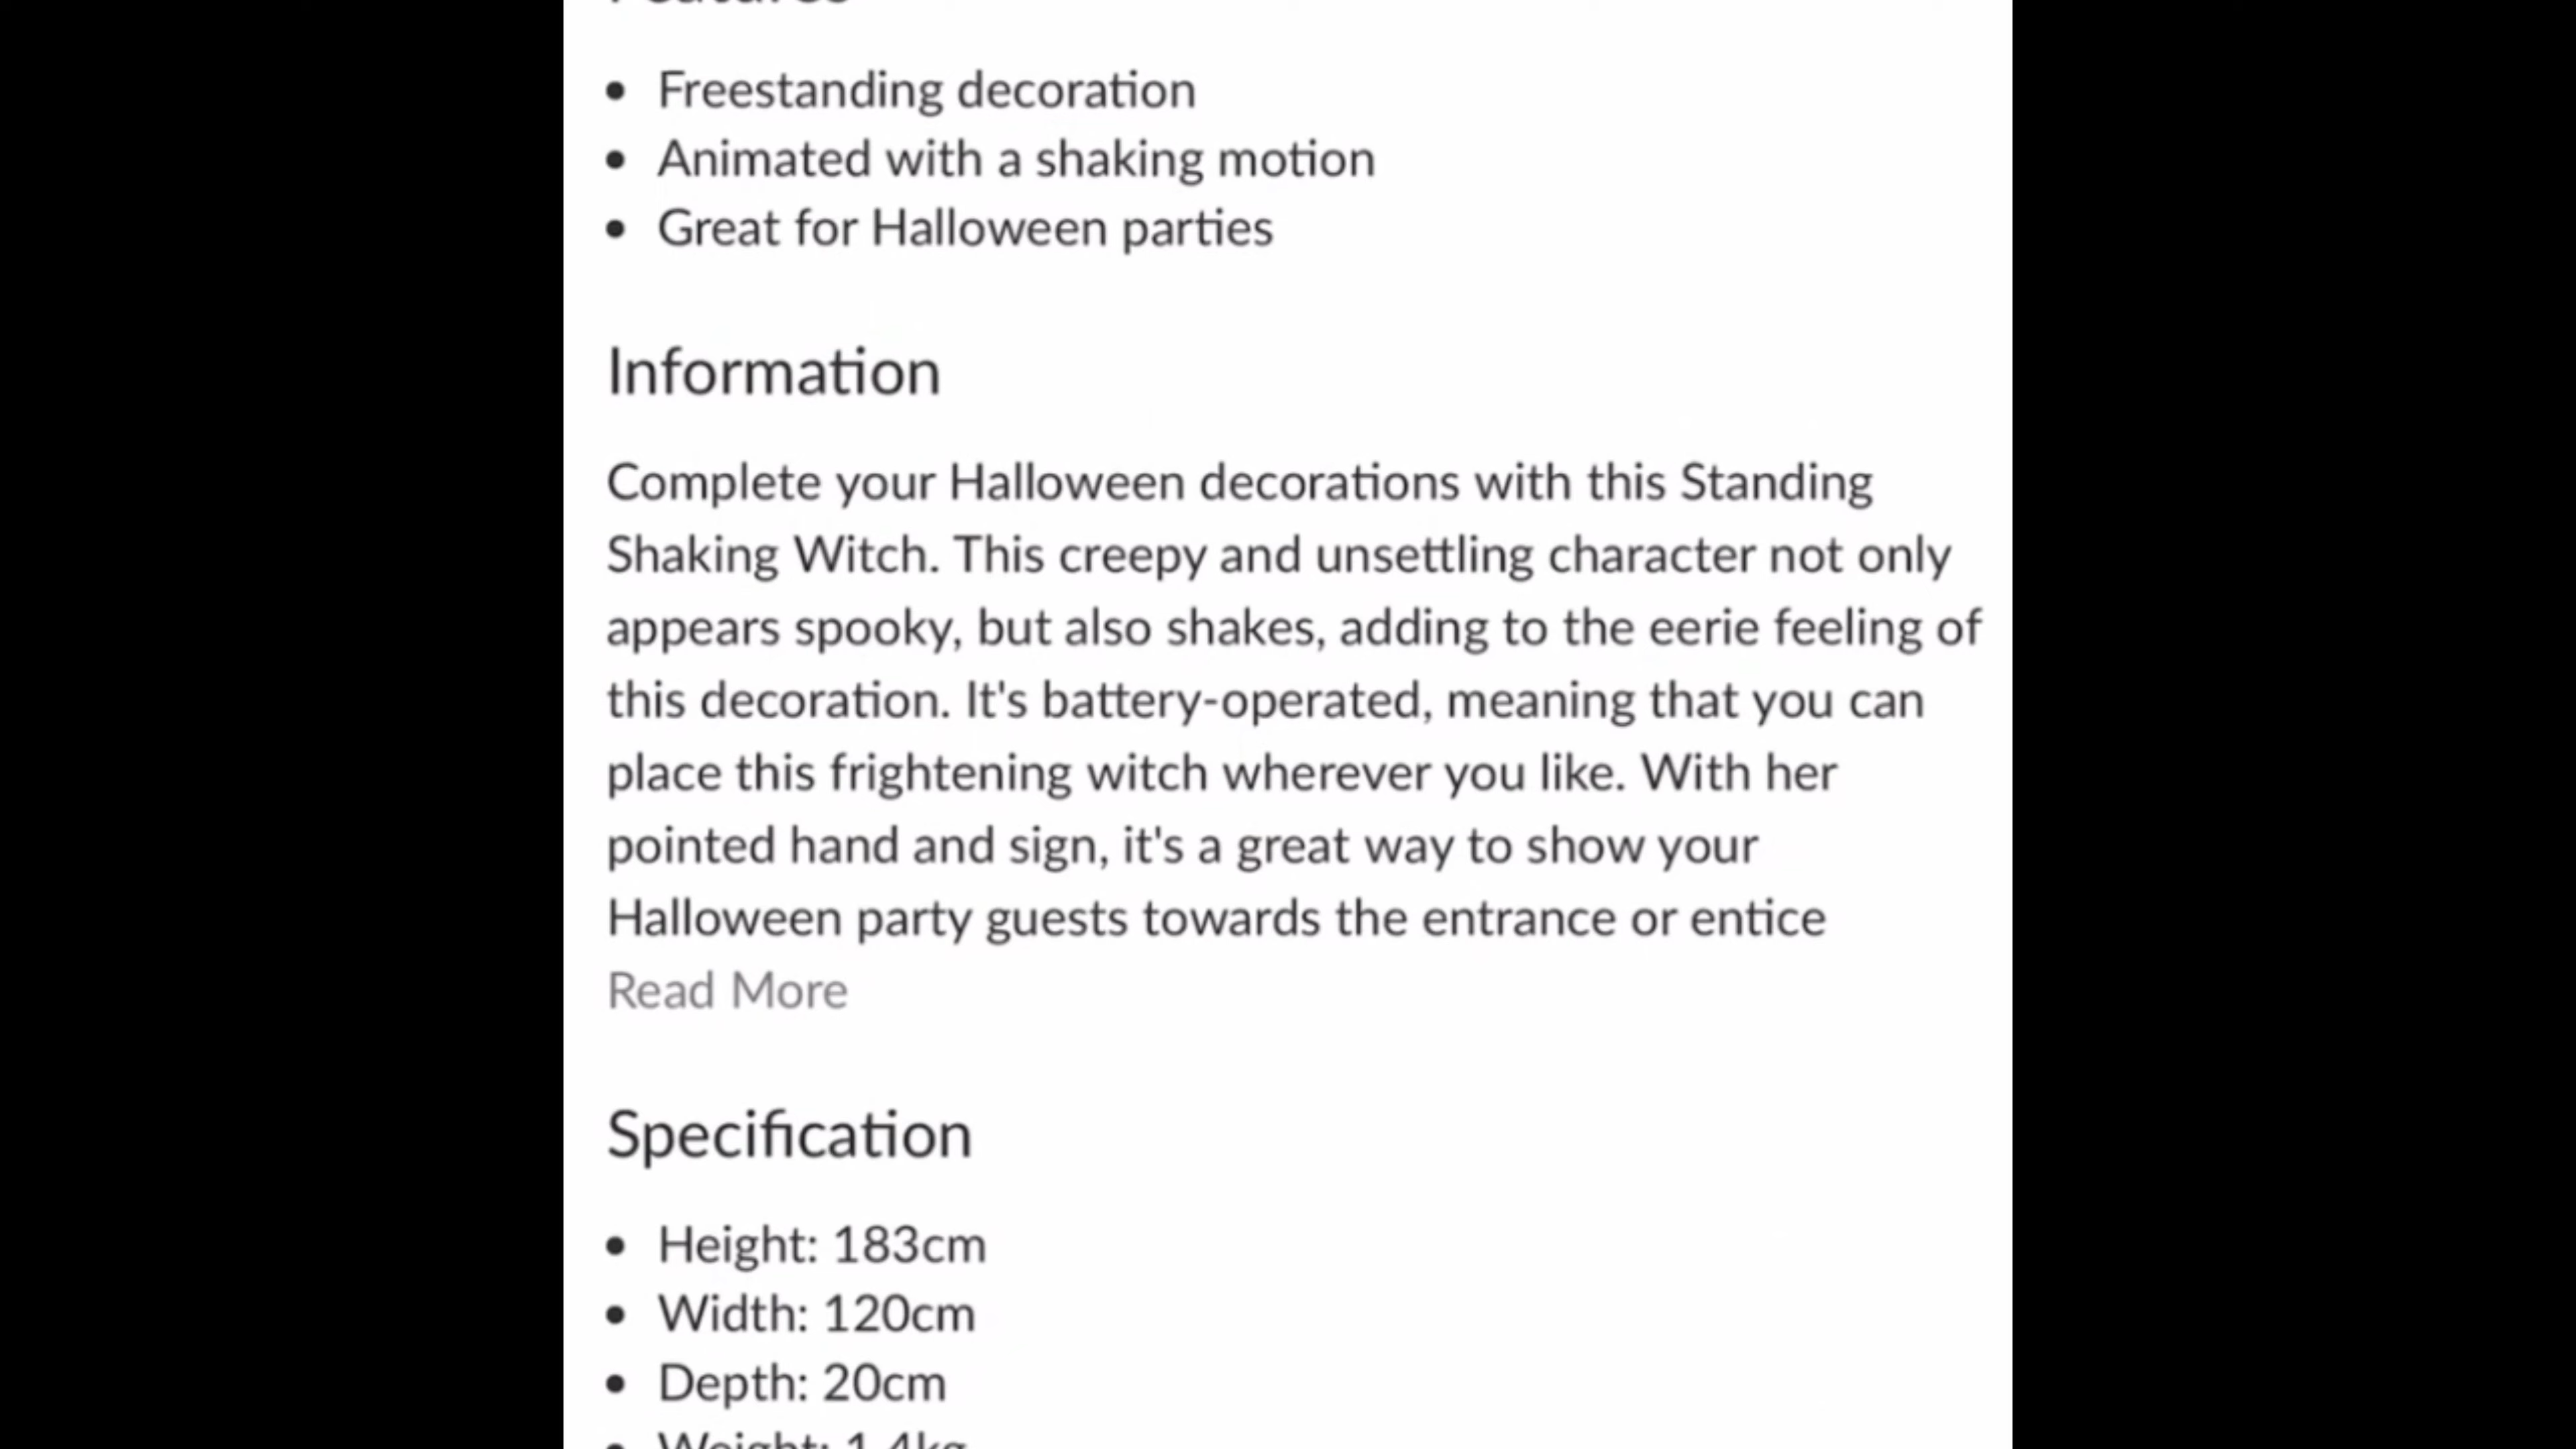 Features
• Freestanding decoration
• Animated with a shaking motion
• Great for Halloween parties
Information
Complete your Halloween decorations with this Standing
Shaking Witch. This creepy and unsettling character not only
appears spooky, but also shakes, adding to the eerie feeling of
this decoration. It's battery-operated, meaning that you can
place this frightening witch wherever you like. With her
pointed hand and sign, it's a great way to show your
Halloween party guests towards the entrance or entice
Read More
Specification
• Height: 183cm
• Width: 120cm
• Depth: 20cm
• Weight: 1.4kg